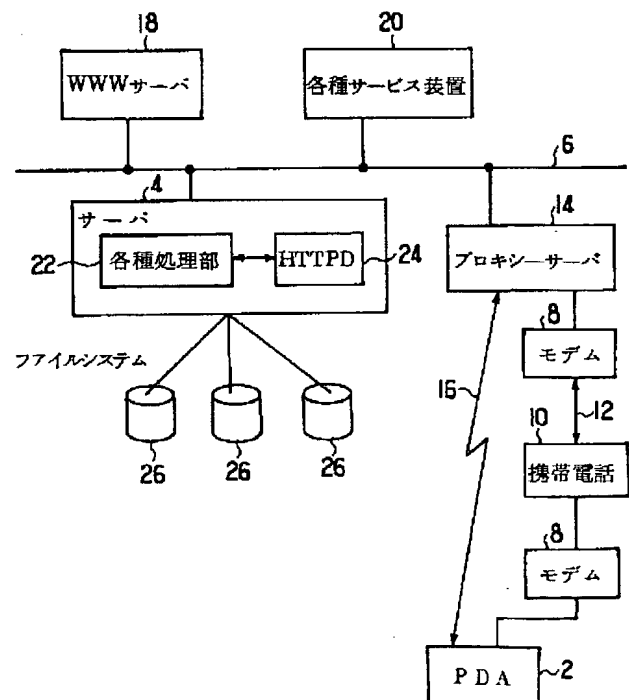 18
20
WWWサーバ
各種サービス装置
6
4
サーバ
14
22
各種処理部
HTTPD
24
プロキシーサーバ
8
モデム
ファイルシステム
16
12
10
携帯電話
26
26
26
8
モデム
PDA
2